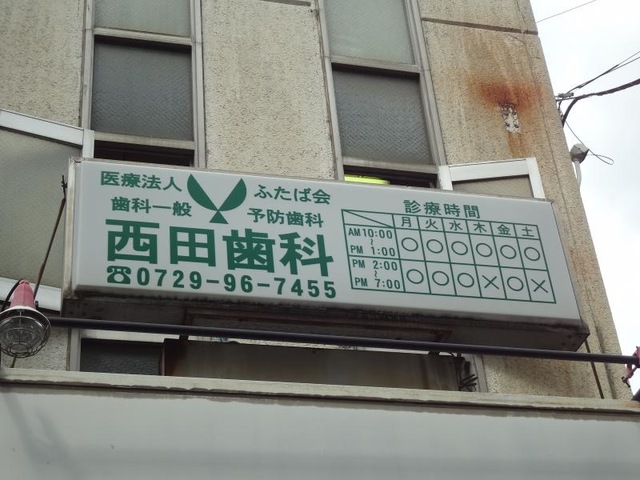 医療法人 ふたば会
歯科一般 予防歯科
西田歯科
☎0729-96-7455
診療時間
月 火 水 木 金 土
AM 10:00 ~ PM 1:00 ○ ○ ○ ○ ○ ○
PM 2:00 ~ PM 7:00 ○ ○ ○ × ○ ×